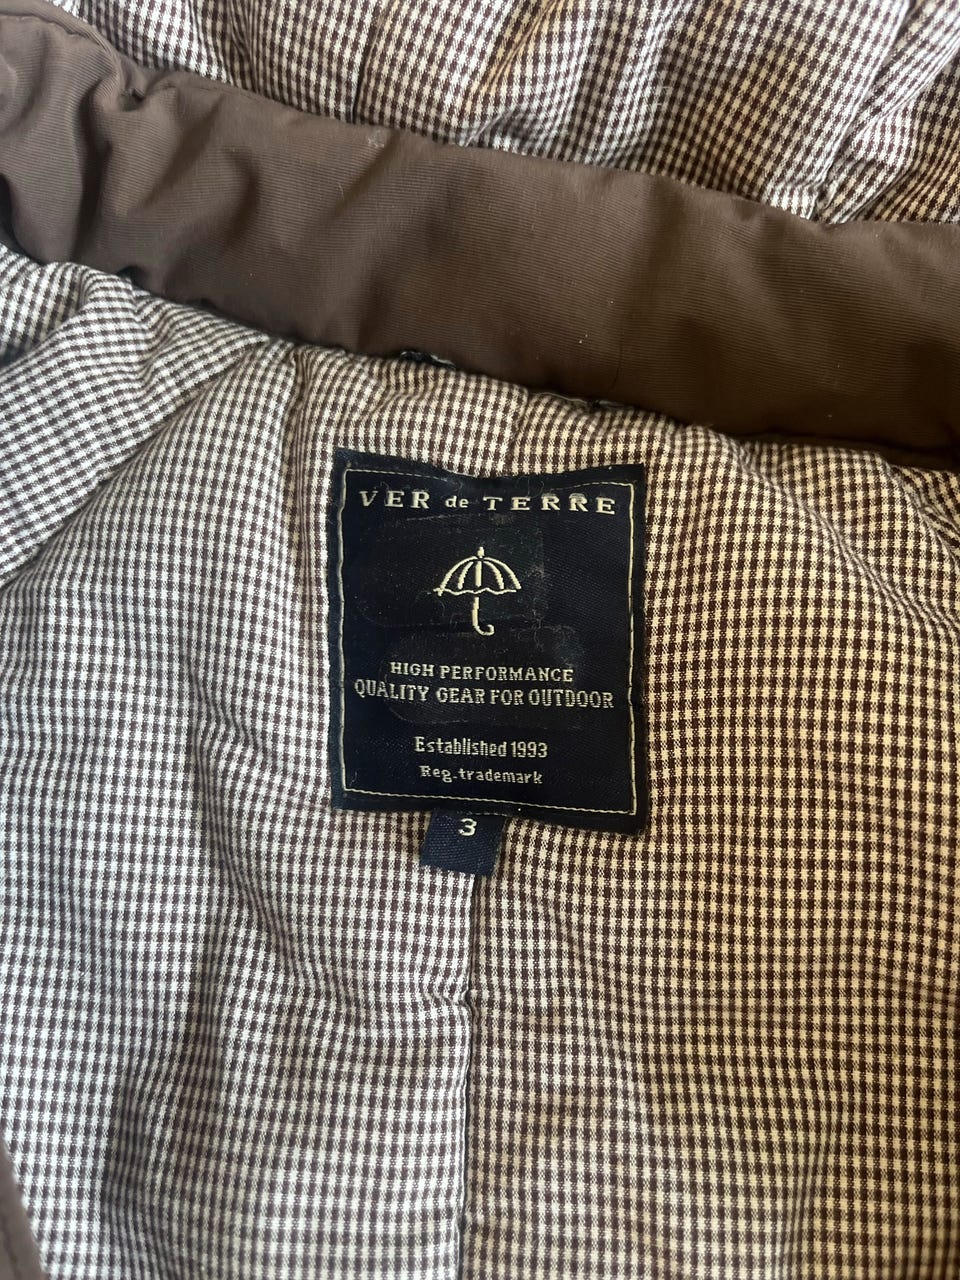 VER de TERRE
HIGH PERFORMANCE
QUALITY GEAR FOR OUTDOOR
Established 1993
Reg.trademark
3